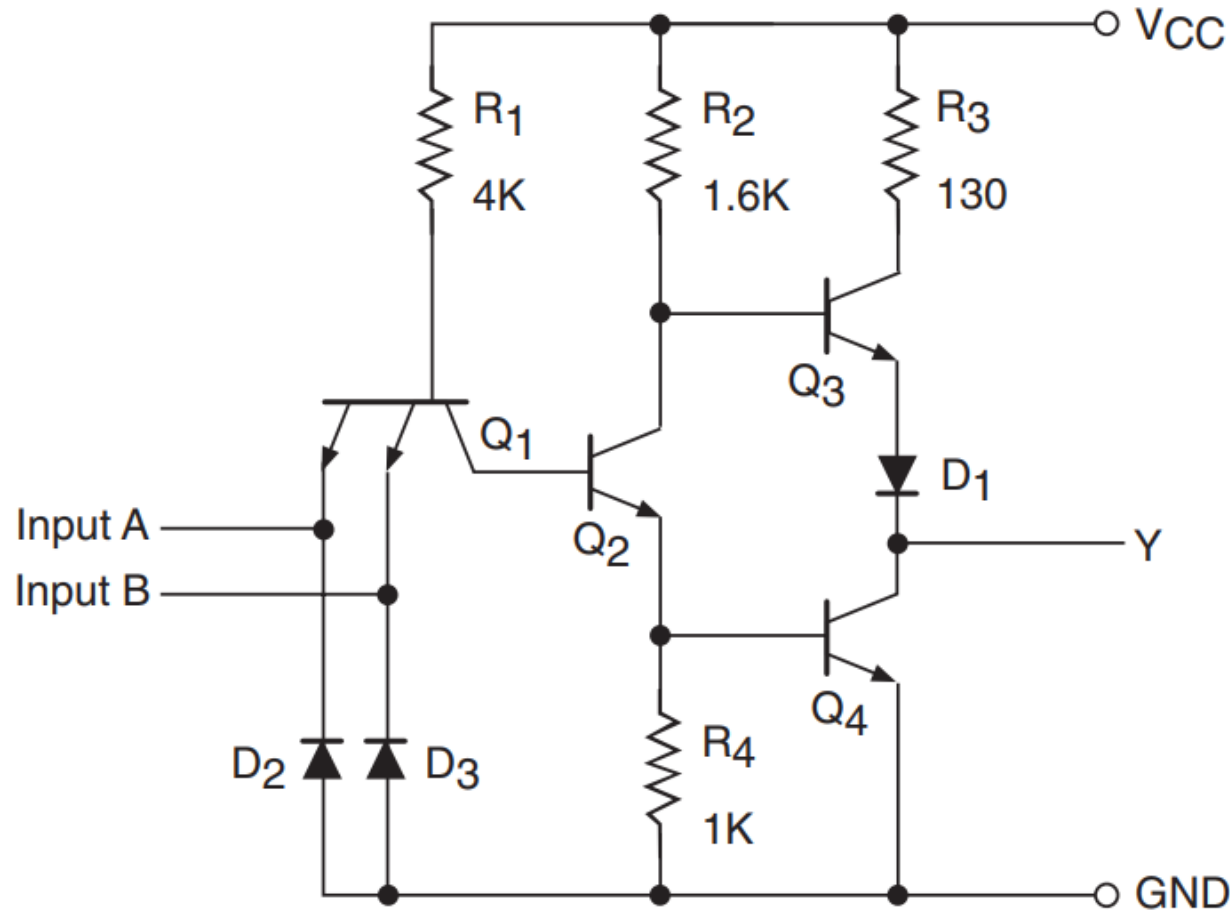 VCC
R1
4K
R2
1.6K
R3
130
Q1
Q2
Q3
D1
Input A
Input B
Y
Q4
D2
D3
R4
1K
GND